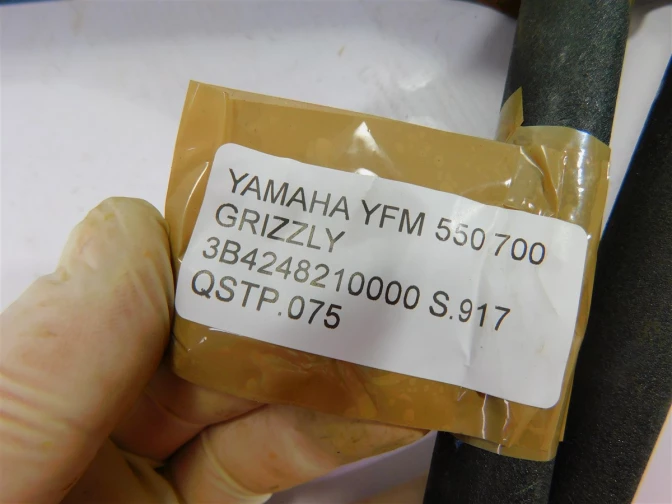 YAMAHA YFM 550 700
GRIZZLY
3B4248210000 S.917
QSTP.075